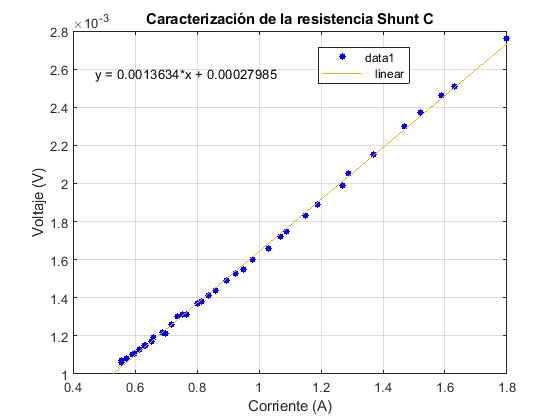 Caracterización de la resistencia Shunt C
×10⁻³
2.8
2.6
2.4
2.2
2
1.8
1.6
1.4
1.2
1
Voltaje (V)
y = 0.0013634*x + 0.00027985
data1
linear
0.4 0.6 0.8 1 1.2 1.4 1.6 1.8
Corriente (A)